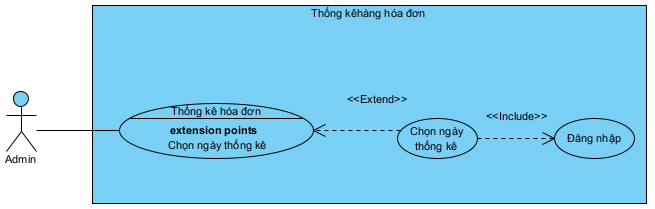 Thống kêhàng hóa đơn
Thống kê hóa đơn
extension points
Chọn ngày thống kê
<<Extend>>
Chọn ngày
thống kê
<<Include>>
Đăng nhập
Admin